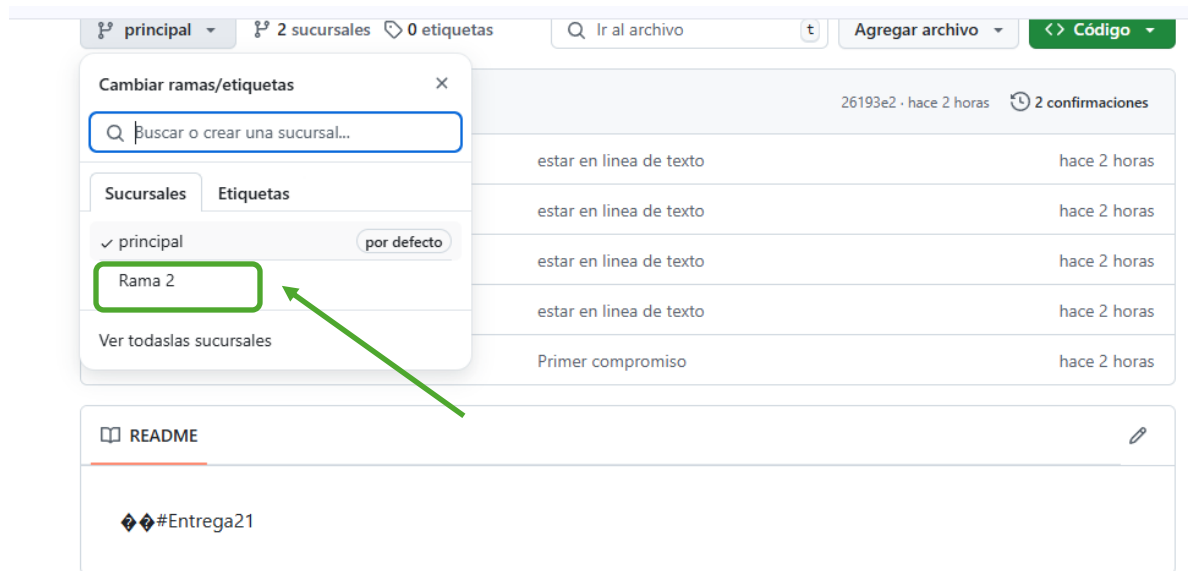 principal 2 sucursales 0 etiquetas Ir al archivo t Agregar archivo <> Código
Cambiar ramas/etiquetas ×
26193e2 · hace 2 horas 2 confirmaciones
Buscar o crear una sucursal...
estar en linea de texto hace 2 horas
Sucursales Etiquetas
estar en linea de texto hace 2 horas
✓ principal por defecto
estar en linea de texto hace 2 horas
Rama 2
estar en linea de texto hace 2 horas
Ver todaslas sucursales
Primer compromiso hace 2 horas
README
��#Entrega21